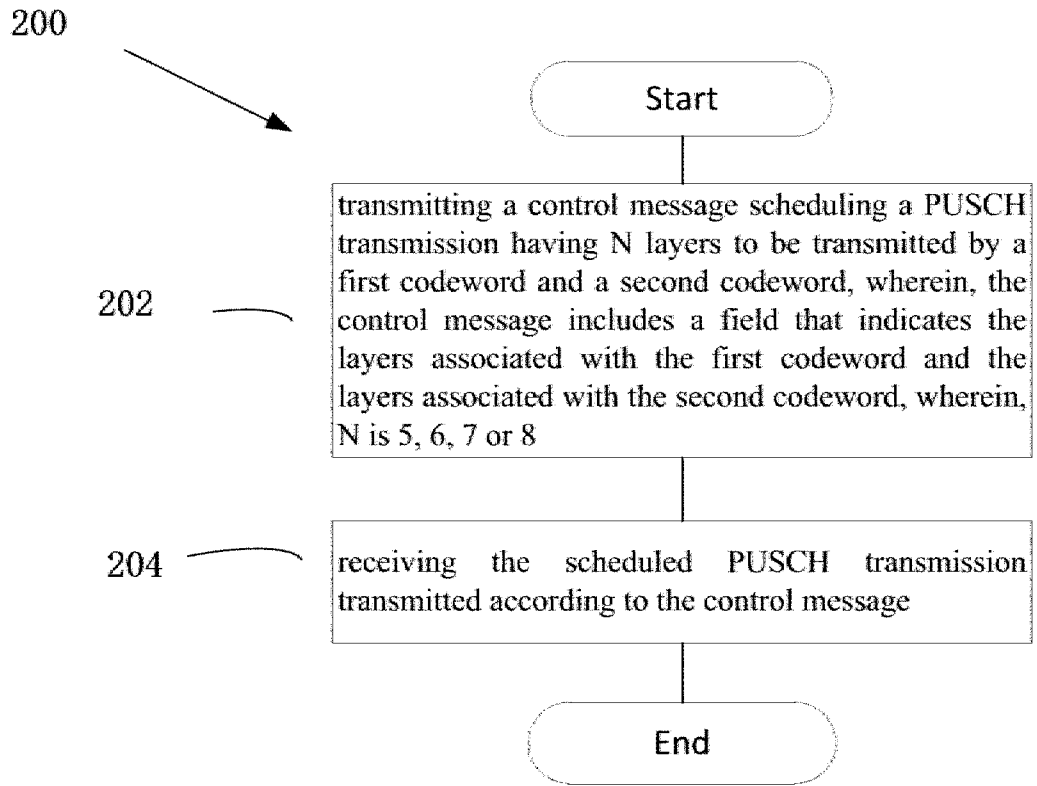 200
Start
transmitting a control message scheduling a PUSCH
transmission having N layers to be transmitted by a
first codeword and a second codeword, wherein, the
control message includes a field that indicates the
layers associated with the first codeword and the
layers associated with the second codeword, wherein,
N is 5, 6, 7 or 8
202
receiving the scheduled PUSCH transmission
transmitted according to the control message
204
End